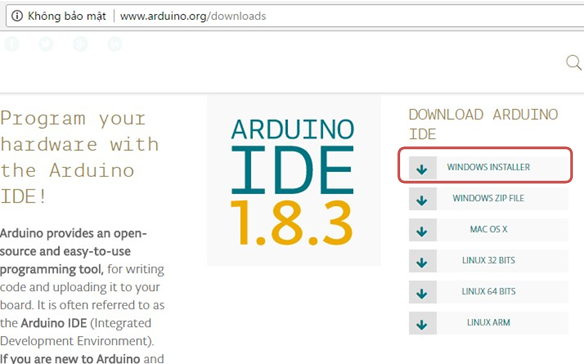 Không bảo mật
www.arduino.org/downloads
Program your
hardware with
the Arduino
IDE!
Arduino provides an open-
source and easy-to-use
programming tool, for writing
code and uploading it to your
board. It is often referred to as
the Arduino IDE (Integrated
Development Environment).
If you are new to Arduino and
ARDUINO
IDE
1.8.3
DOWNLOAD ARDUINO
IDE
WINDOWS INSTALLER
WINDOWS ZIP FILE
MAC OS X
LINUX 32 BITS
LINUX 64 BITS
LINUX ARM